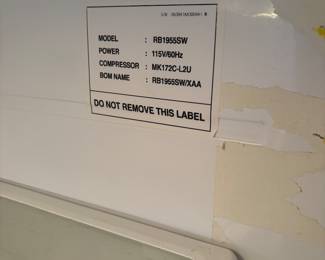 MODEL : RB1955SW
POWER : 115V/60Hz
COMPRESSOR : MK172C-L2U
BOM NAME : RB1955SW/XAA
DO NOT REMOVE THIS LABEL